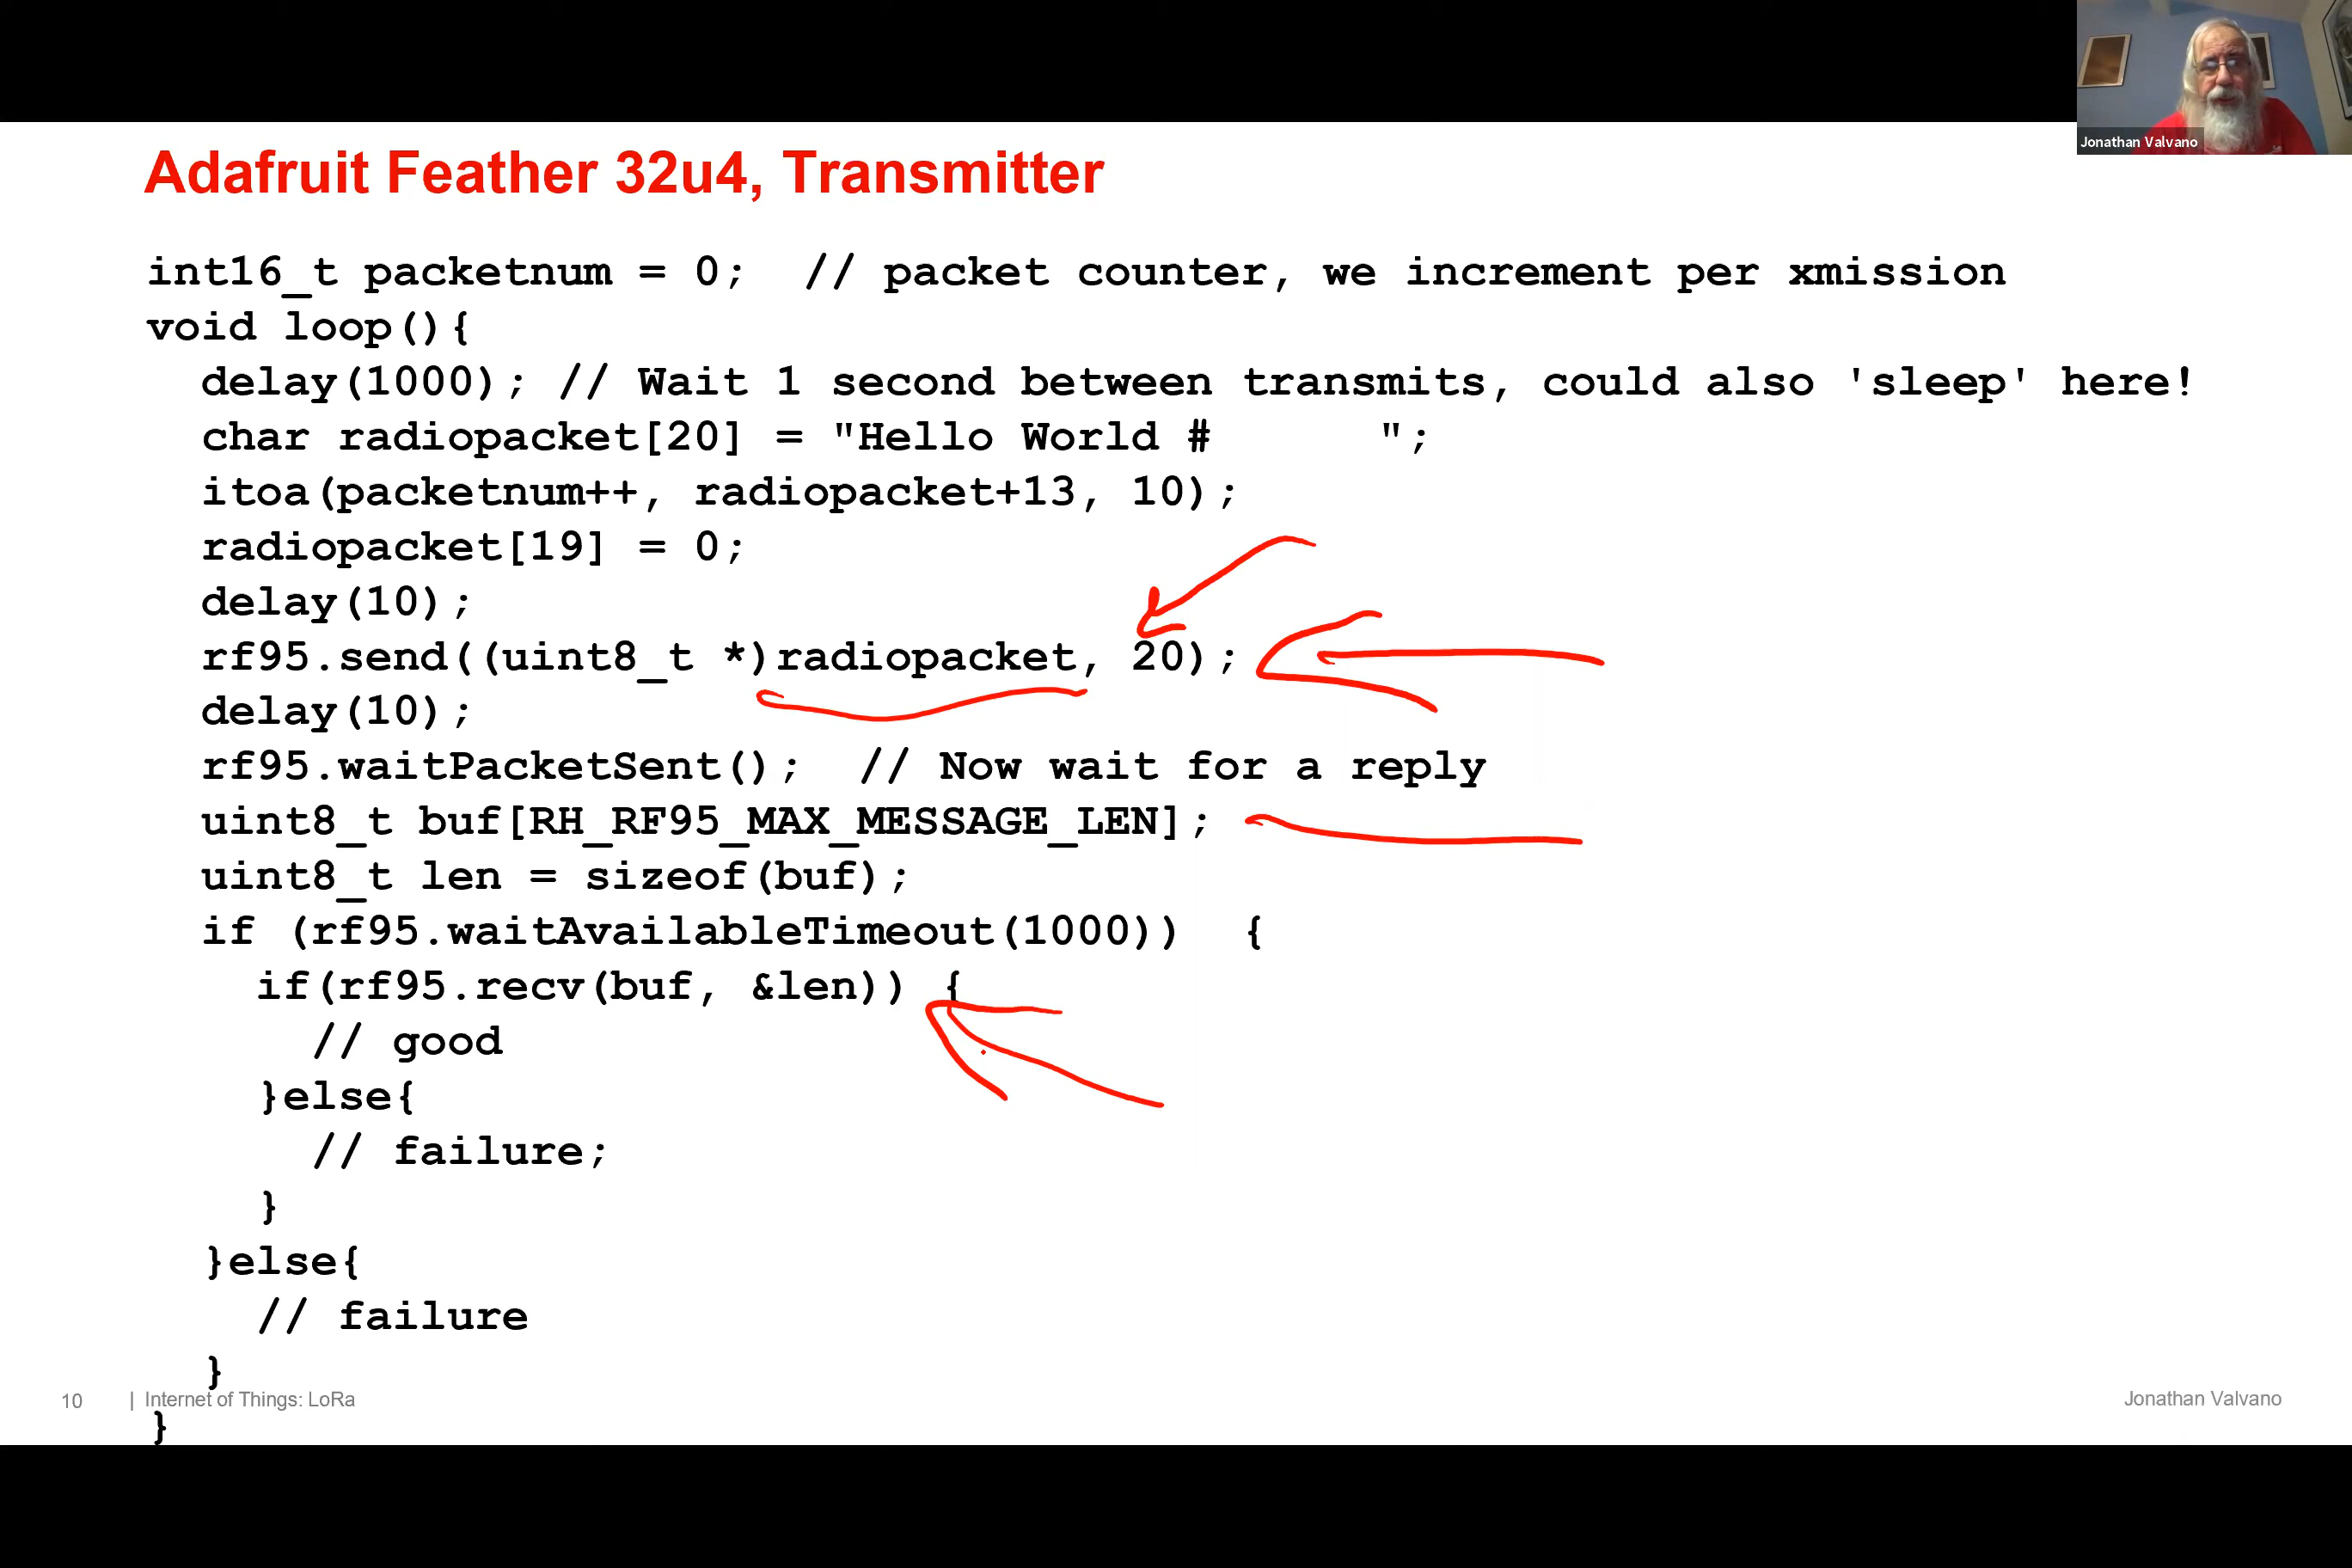 Jonathan Valvano
Adafruit Feather 32u4, Transmitter
int16_t packetnum = 0;  // packet counter, we increment per xmission
void loop(){
  delay(1000); // Wait 1 second between transmits, could also 'sleep' here!
  char radiopacket[20] = "Hello World #      ";
  itoa(packetnum++, radiopacket+13, 10);
  radiopacket[19] = 0;
  delay(10);
  rf95.send((uint8_t *)radiopacket, 20);
  delay(10);
  rf95.waitPacketSent();  // Now wait for a reply
  uint8_t buf[RH_RF95_MAX_MESSAGE_LEN];
  uint8_t len = sizeof(buf);
  if (rf95.waitAvailableTimeout(1000))  {
    if(rf95.recv(buf, &len)) {
      // good
    }else{
      // failure;
    }
  }else{
    // failure
  }
10 | Internet of Things: LoRa
Jonathan Valvano
}